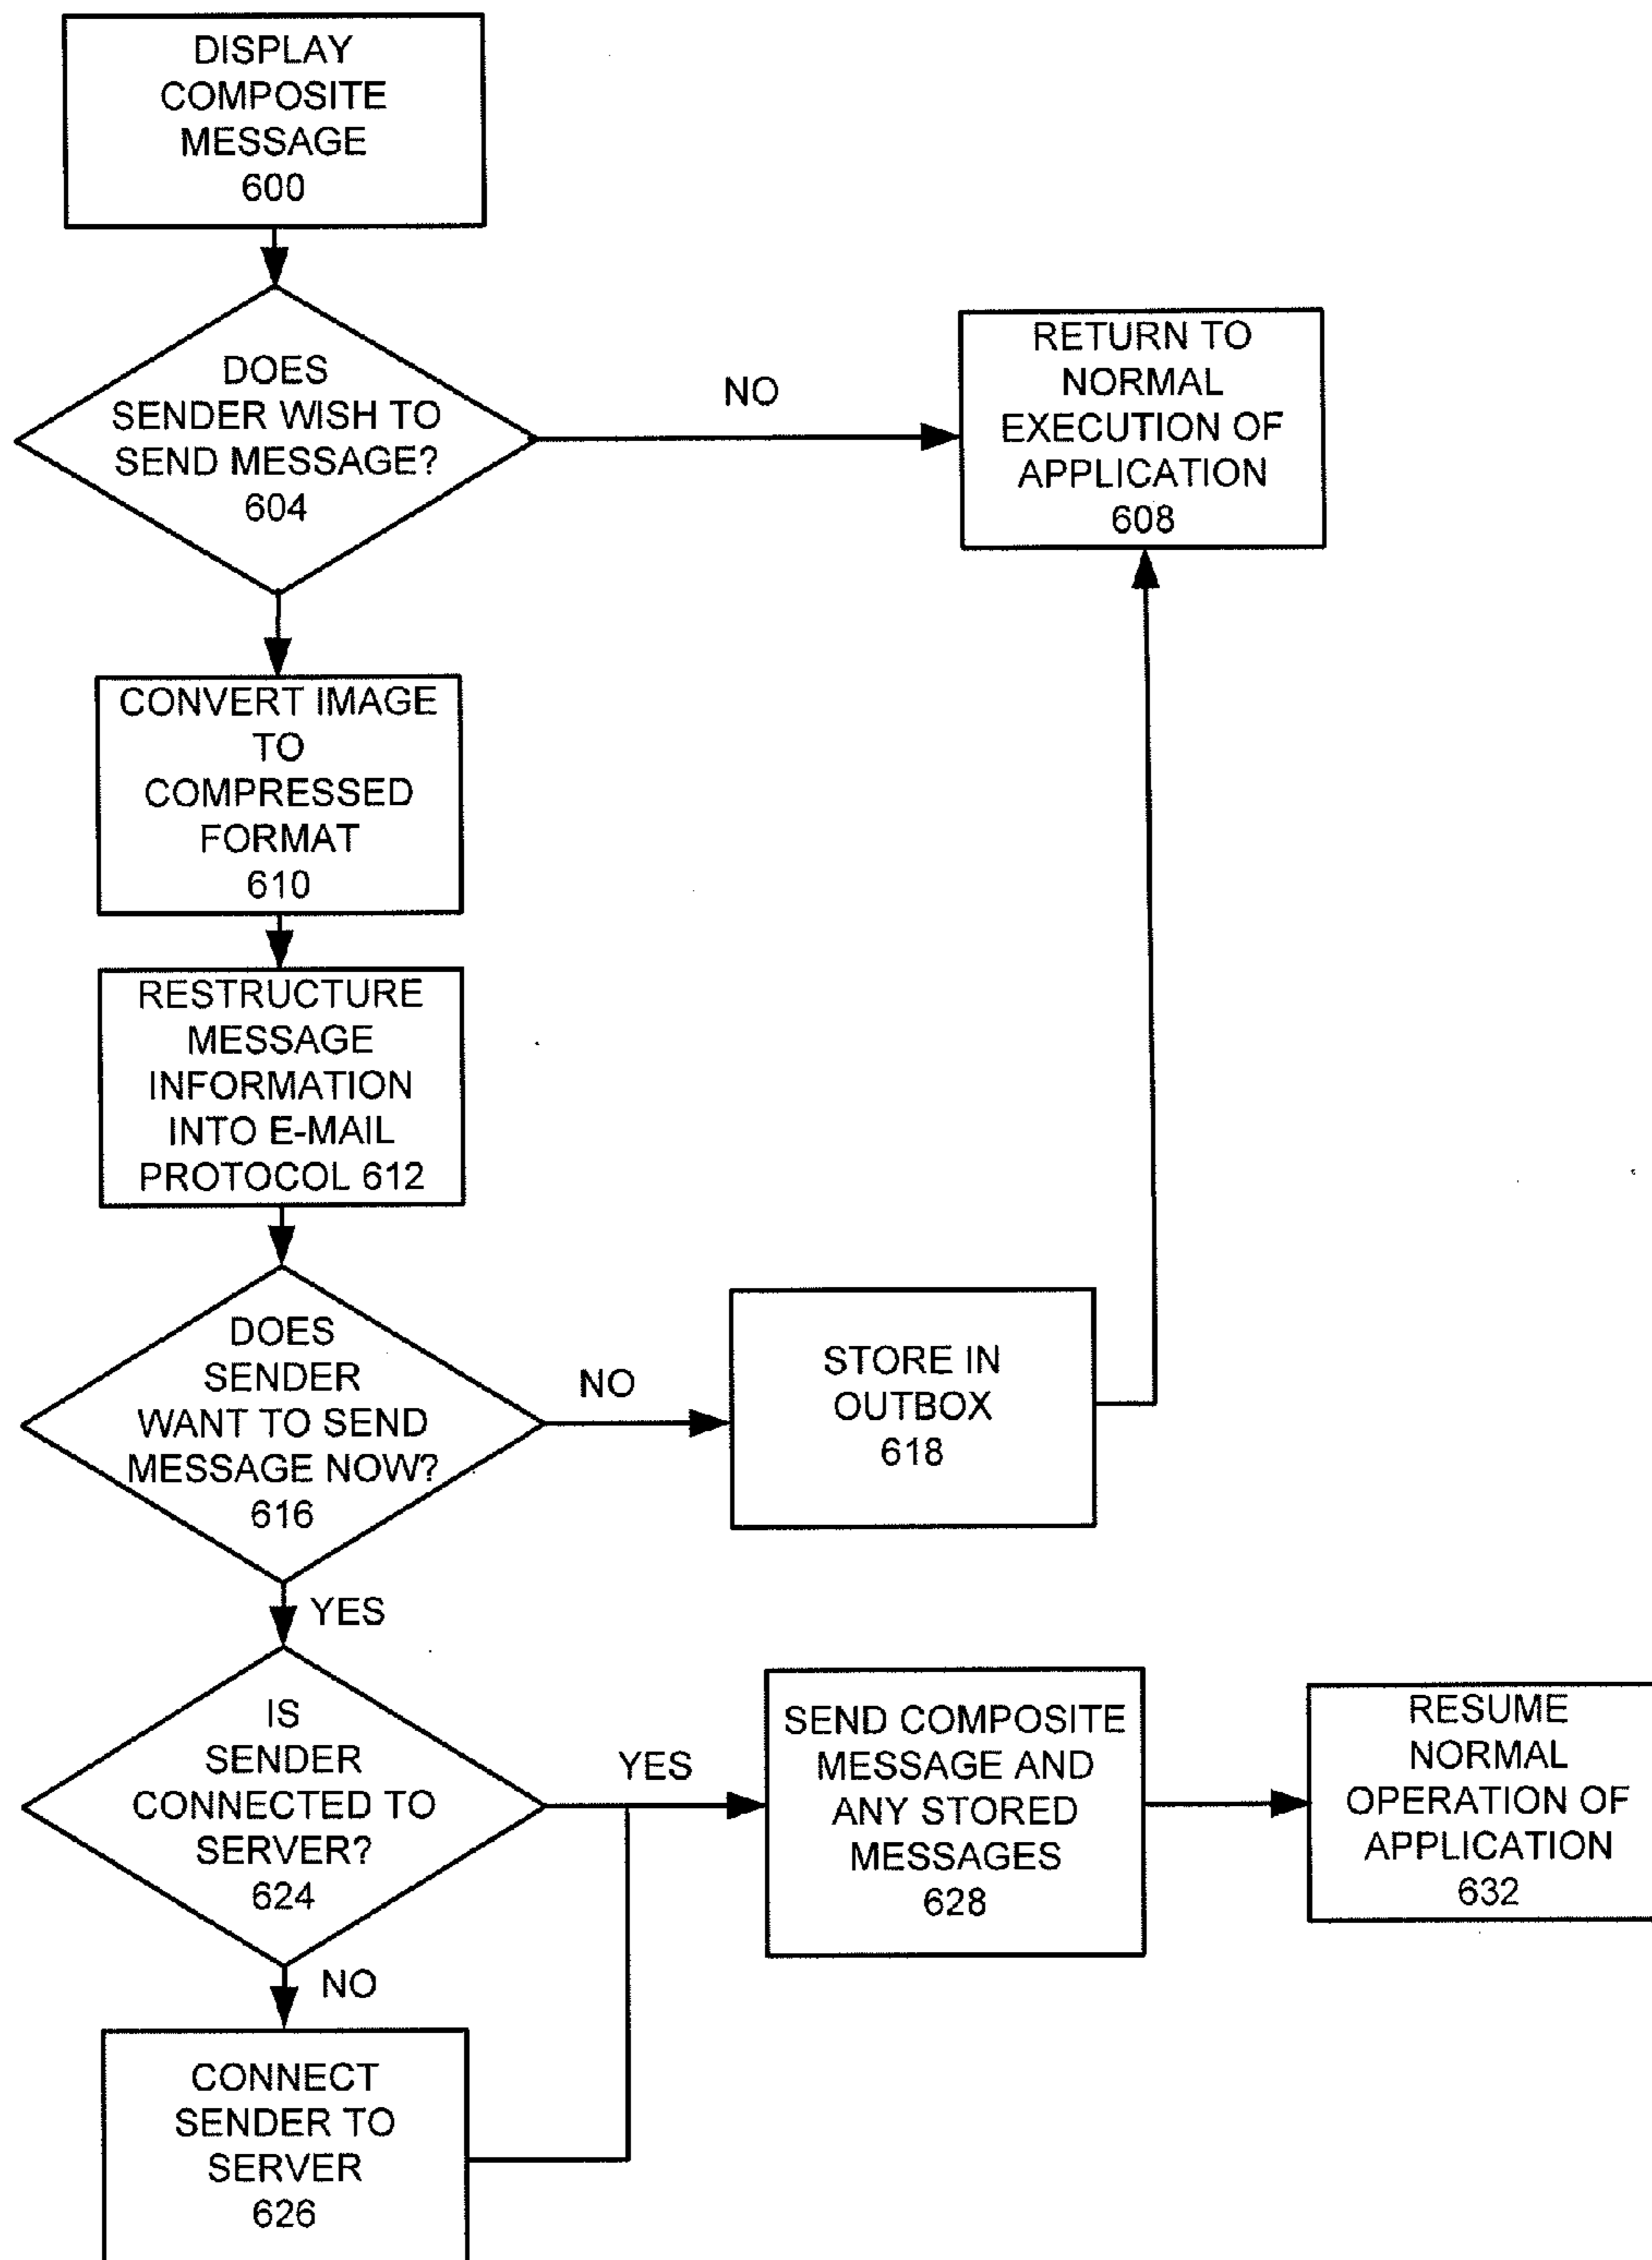 DISPLAY
COMPOSITE
MESSAGE
600
DOES
SENDER WISH TO
SEND MESSAGE?
604
NO
RETURN TO
NORMAL
EXECUTION OF
APPLICATION
608
CONVERT IMAGE
TO
COMPRESSED
FORMAT
610
RESTRUCTURE
MESSAGE
INFORMATION
INTO E-MAIL
PROTOCOL 612
DOES
SENDER
WANT TO SEND
MESSAGE NOW?
616
NO
STORE IN
OUTBOX
618
YES
IS
SENDER
CONNECTED TO
SERVER?
624
YES
SEND COMPOSITE
MESSAGE AND
ANY STORED
MESSAGES
628
RESUME
NORMAL
OPERATION OF
APPLICATION
632
NO
CONNECT
SENDER TO
SERVER
626